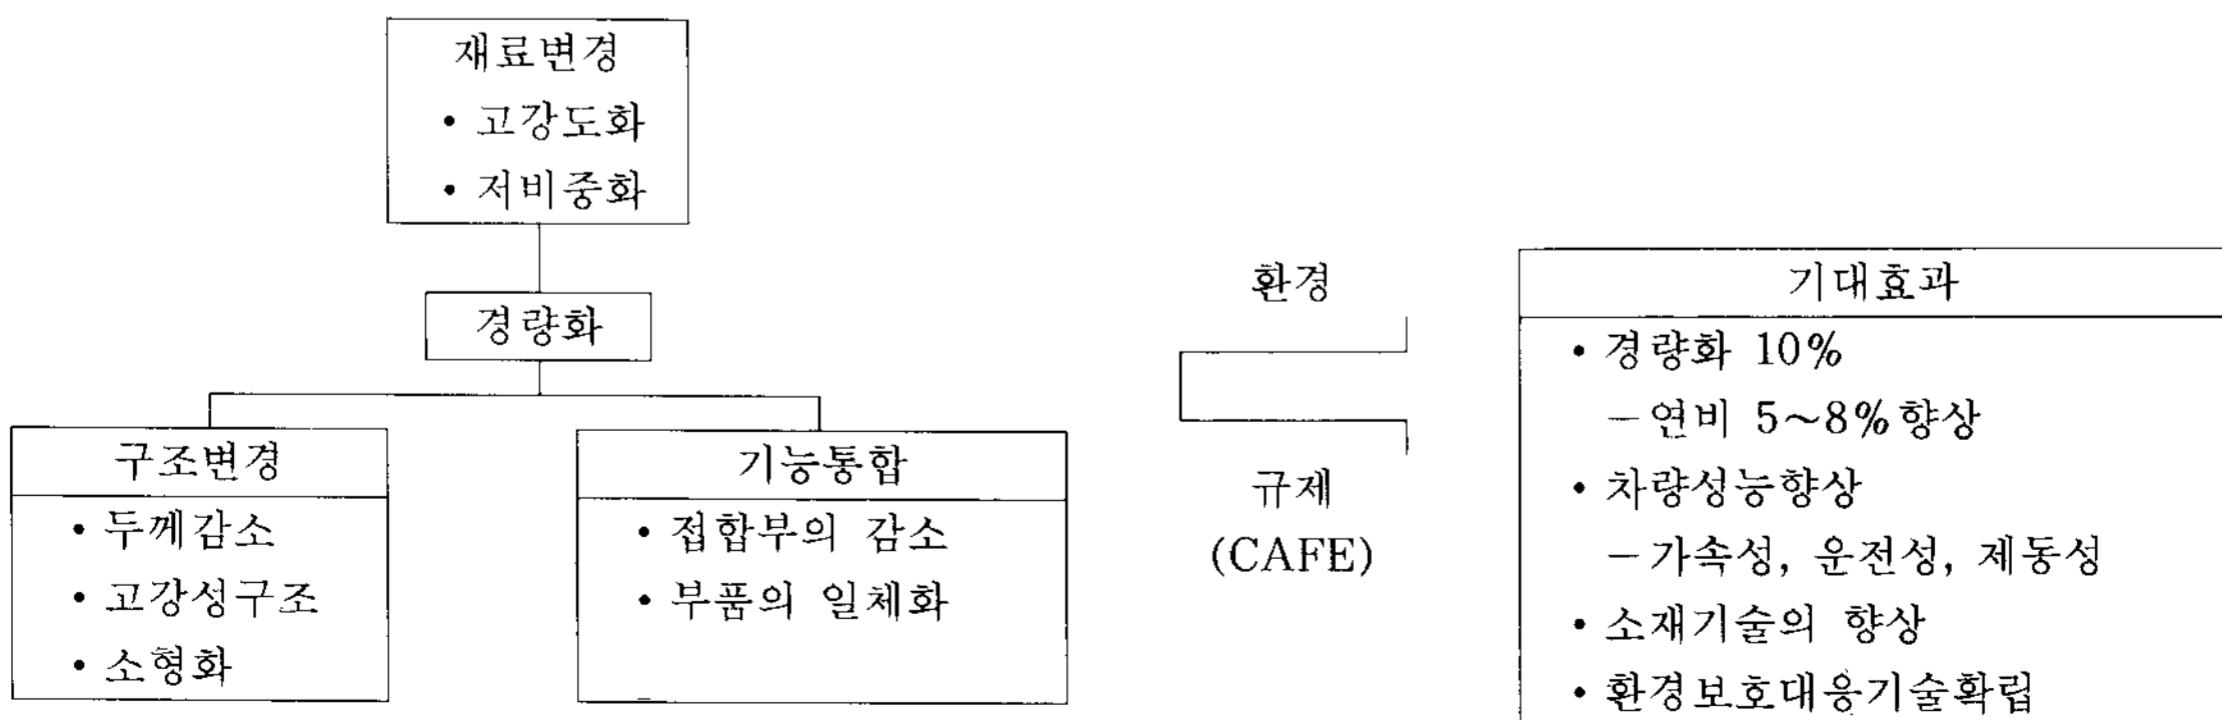 재료변경
• 고강도화
• 저비중화
경량화
구조변경
• 두께감소
• 고강성구조
• 소형화
기능통합
• 접합부의 감소
• 부품의 일체화
환경
규제
(CAFE)
기대효과
• 경량화 10%
－연비 5~8%향상
• 차량성능향상
－가속성, 운전성, 제동성
• 소재기술의 향상
• 환경보호대응기술확립